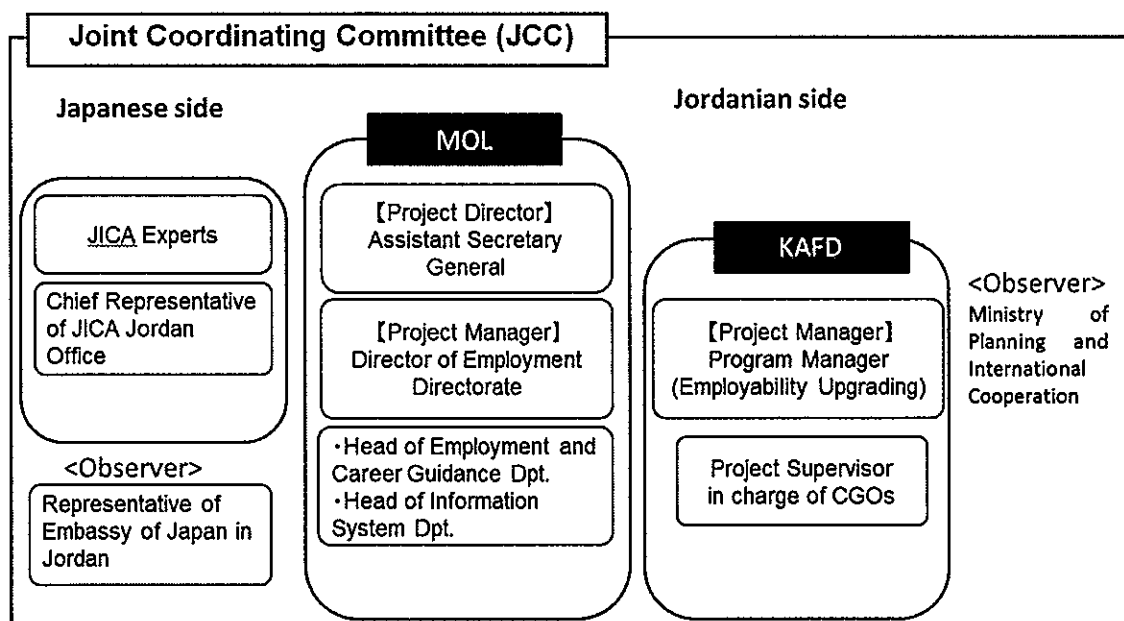 Joint Coordinating Committee (JCC)
Japanese side
Jordanian side
JICA Experts
Chief Representative
of JICA Jordan
Office
<Observer>
Representative of
Embassy of Japan in
Jordan
MOL
【Project Director】
Assistant Secretary
General
【Project Manager】
Director of Employment
Directorate
・Head of Employment and
Career Guidance Dpt.
・Head of Information
System Dpt.
KAFD
【Project Manager】
Program Manager
(Employability Upgrading)
Project Supervisor
in charge of CGOs
<Observer>
Ministry of
Planning and
International
Cooperation